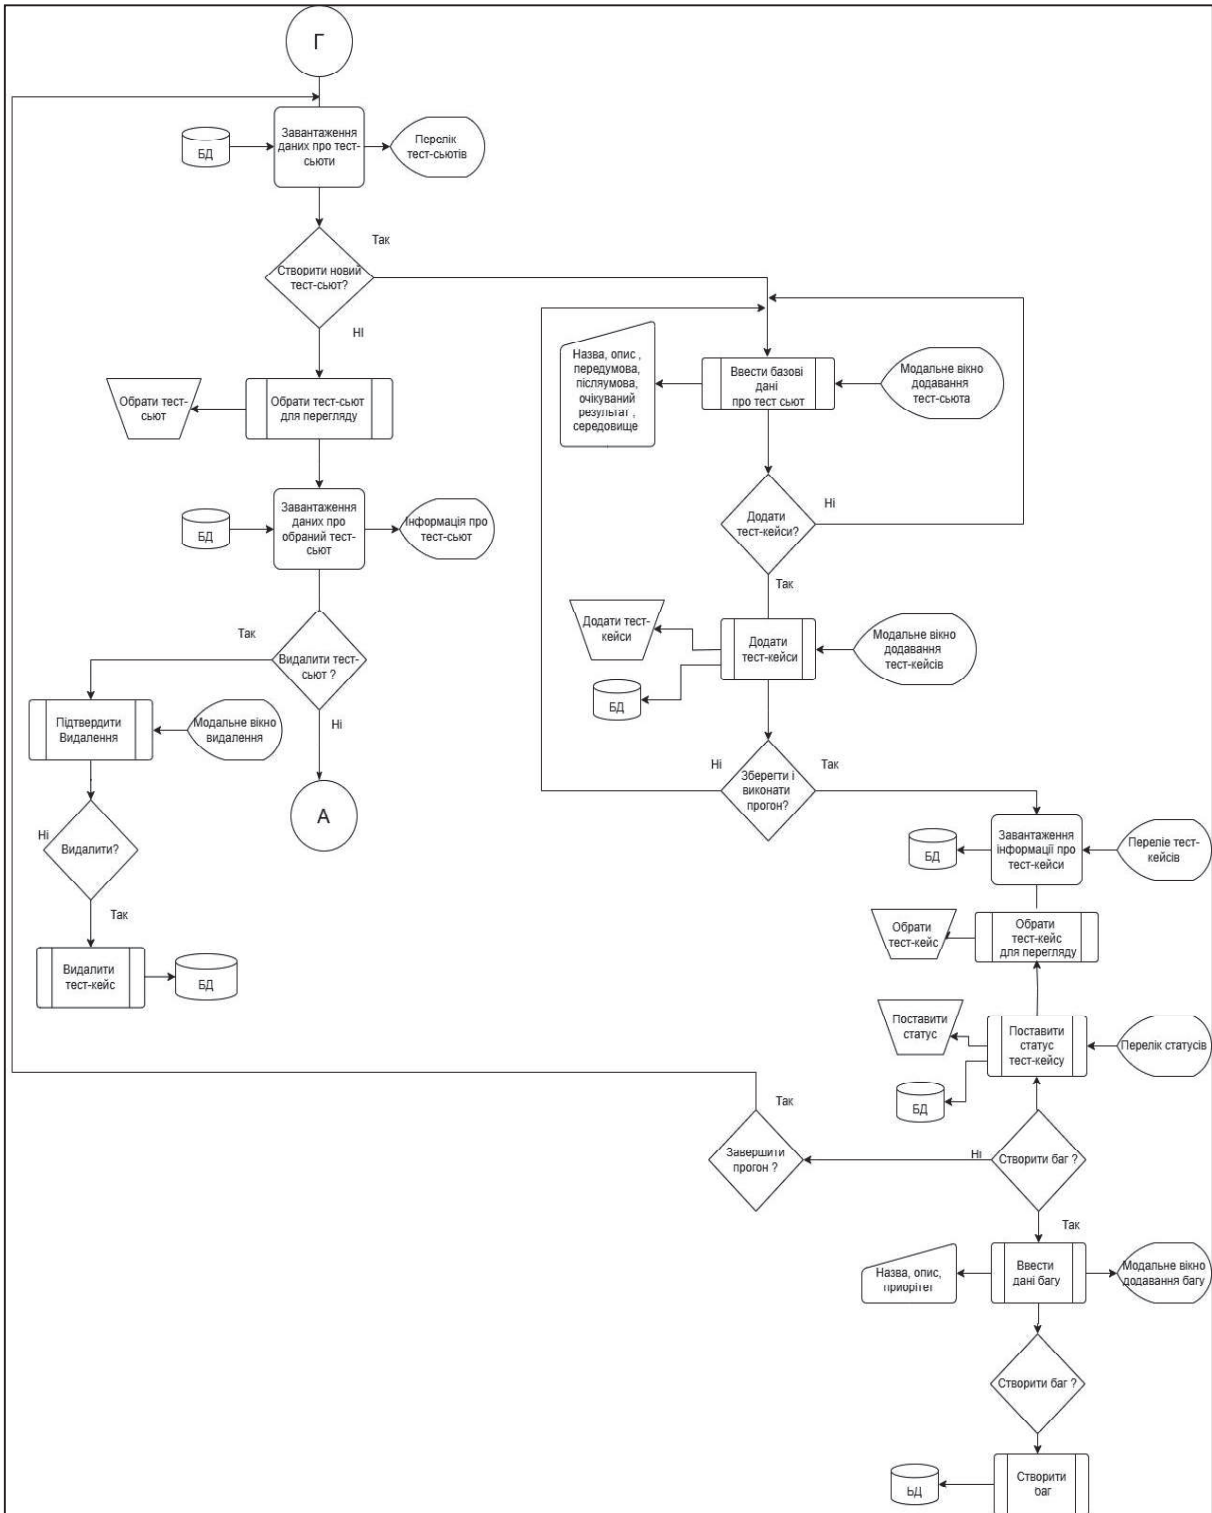 Г
Завантаження
даних про тест-
сьюти
БД
Перелік
тест-сьютів
Так
Створити новий
тест-сьют?
НІ
Назва, опис ,
передумова,
післяумова,
очікуваний
результат ,
середовище
Ввести базові
дані
про тест сьют
Модальне вікно
додавання
тест-сьюта
Обрати тест-
сьют
Обрати тест-сьют
для перегляду
БД
Завантаження
даних про
обраний тест-
сьют
Інформація про
тест-сьют
Додати
тест-кейси?
Ні
Так
Так
Видалити тест-
сьют ?
Ні
Додати тест-
кейси
Додати
тест-кейси
Модальне вікно
додавання
тест-кейсів
БД
Підтвердити
Видалення
Модальне вікно
видалення
А
Ні
Зберегти і
виконати
прогон?
Так
Ні
Видалити?
Так
БД
Завантаження
інформації про
тест-кейси
Переліе тест-
кейсів
Обрати
тест-кейс
Обрати
тест-кейс
для перегляду
Видалити
тест-кейс
БД
Поставити
статус
Поставити
статус
тест-кейсу
Перелік статусів
БД
Так
Завершити
прогон ?
Ні
Створити баг ?
Так
Назва, опис,
приорітет
Ввести
дані багу
Модальне вікно
додавання багу
Створити баг ?
БД
Створити
баг